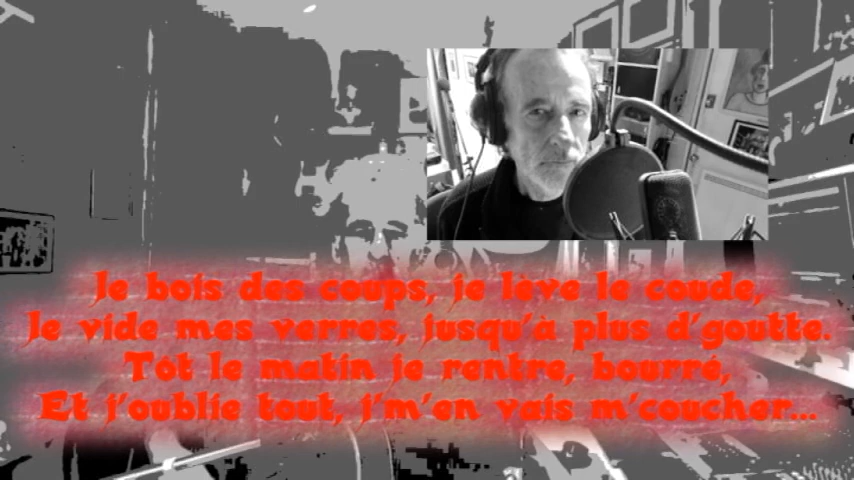 Je bois des coups, je lève le coude,
Je vide mes verres, jusqu'à plus d'goutte.
Tôt le matin je rentre, bourré,
Et j'oublie tout, j'm'en vais m'coucher...